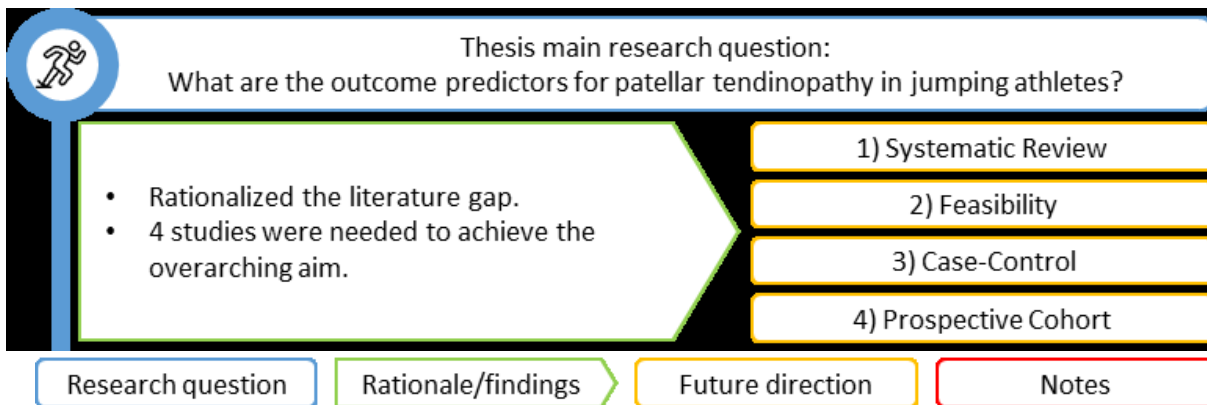 Thesis main research question:
What are the outcome predictors for patellar tendinopathy in jumping athletes?
• Rationalized the literature gap.
• 4 studies were needed to achieve the
overarching aim.
1) Systematic Review
2) Feasibility
3) Case-Control
4) Prospective Cohort
Research question
Rationale/findings
Future direction
Notes